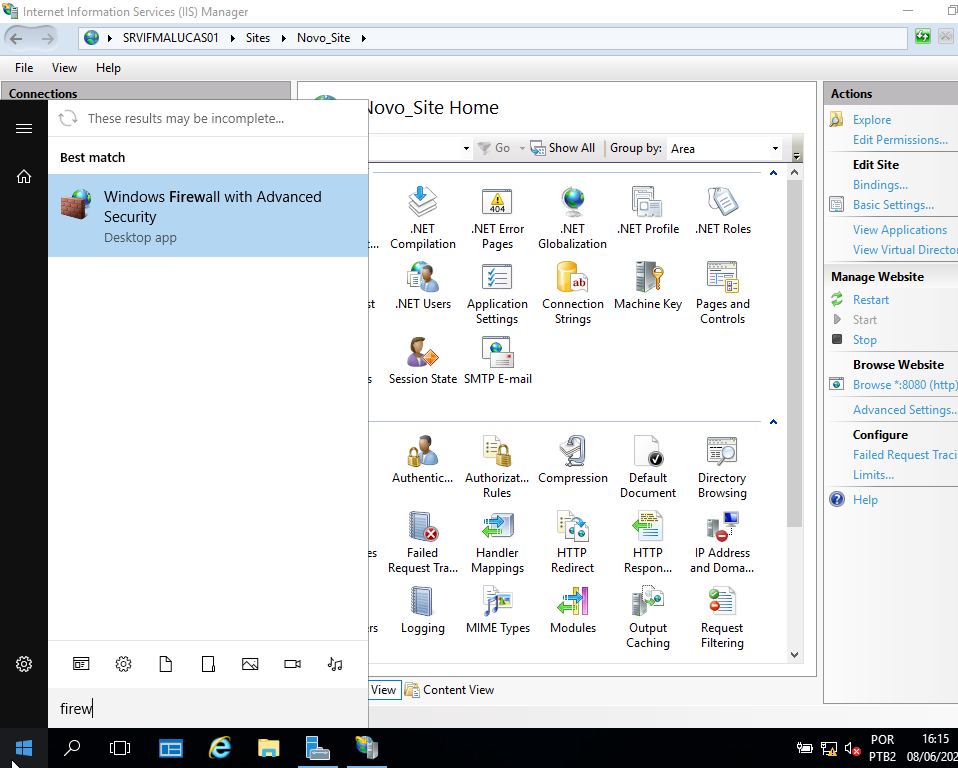 Internet Information Services (IIS) Manager
SRVIFMALUCAS01 Sites Novo_Site
File View Help
Connections
These results may be incomplete...
Best match
Windows Firewall with Advanced
Security
Desktop app
firew
Novo_Site Home
Go Show All Group by: Area
.NET
Compilation
.NET Error
Pages
404
.NET
Globalization
.NET Profile
.NET Roles
.NET Users
Application
Settings
Connection
Strings
ab
Machine Key
Pages and
Controls
Session State
SMTP E-mail
Authentic...
Authorizat...
Rules
Compression
Default
Document
Directory
Browsing
Failed
Request Tra...
Handler
Mappings
HTTP
Redirect
HTTP
Respon...
IP Address
and Doma...
Logging
MIME Types
Modules
Output
Caching
Request
Filtering
View Content View
Actions
Explore
Edit Permissions...
Edit Site
Bindings...
Basic Settings...
View Applications
View Virtual Director
Manage Website
Restart
Start
Stop
Browse Website
Browse *:8080 (http)
Advanced Settings..
Configure
Failed Request Traci
Limits...
Help
POR
PTB2
16:15
08/06/202